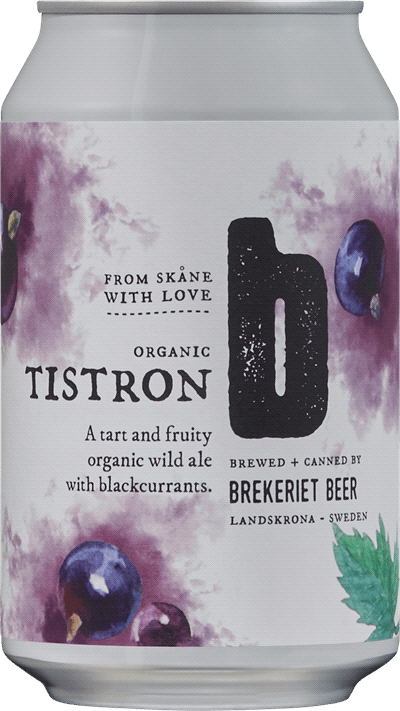 FROM SKÅNE
WITH LOVE
ORGANIC
TISTRON
A tart and fruity
organic wild ale
with blackcurrants.
b
BREWED + CANNED BY
BREKERIET BEER
LANDSKRONA - SWEDEN